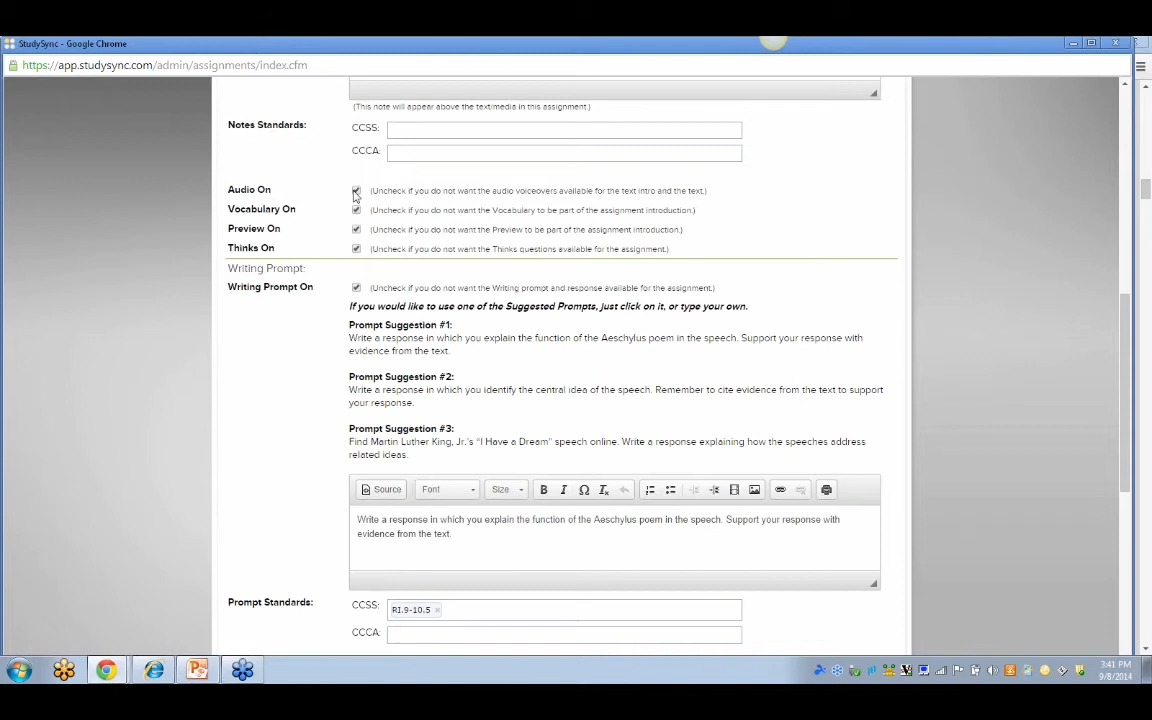 StudySync - Google Chrome
https://app.studysync.com/admin/assignments/index.cfm
(This note will appear above the text/media in this assignment.)
Notes Standards:
CCSS:
CCCA:
Audio On
(Uncheck if you do not want the audio voiceovers available for the text intro and the text.)
Vocabulary On
(Uncheck if you do not want the Vocabulary to be part of the assignment introduction.)
Preview On
(Uncheck if you do not want the Preview to be part of the assignment introduction.)
Thinks On
(Uncheck if you do not want the Thinks questions available for the assignment.)
Writing Prompt:
Writing Prompt On
(Uncheck if you do not want the Writing prompt and response available for the assignment.)
If you would like to use one of the Suggested Prompts, just click on it, or type your own.
Prompt Suggestion #1:
Write a response in which you explain the function of the Aeschylus poem in the speech. Support your response with
evidence from the text.
Prompt Suggestion #2:
Write a response in which you identify the central idea of the speech. Remember to cite evidence from the text to support
your response.
Prompt Suggestion #3:
Find Martin Luther King, Jr.'s "I Have a Dream" speech online. Write a response explaining how the speeches address
related ideas.
Source Font Size B I Ω Ix
Write a response in which you explain the function of the Aeschylus poem in the speech. Support your response with
evidence from the text.
Prompt Standards:
CCSS:
RI.9-10.5 ×
CCCA:
3:41 PM
9/8/2014